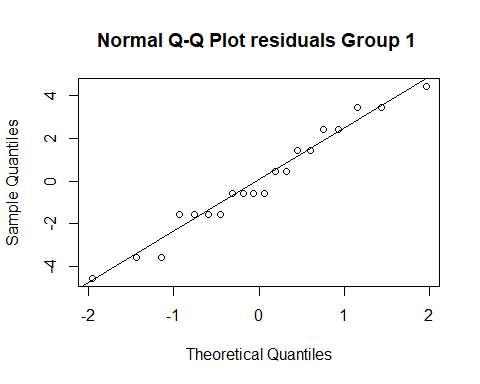 Normal Q-Q Plot residuals Group 1
Sample Quantiles
4
2
0
-2
-4
-2 -1 0 1 2
Theoretical Quantiles